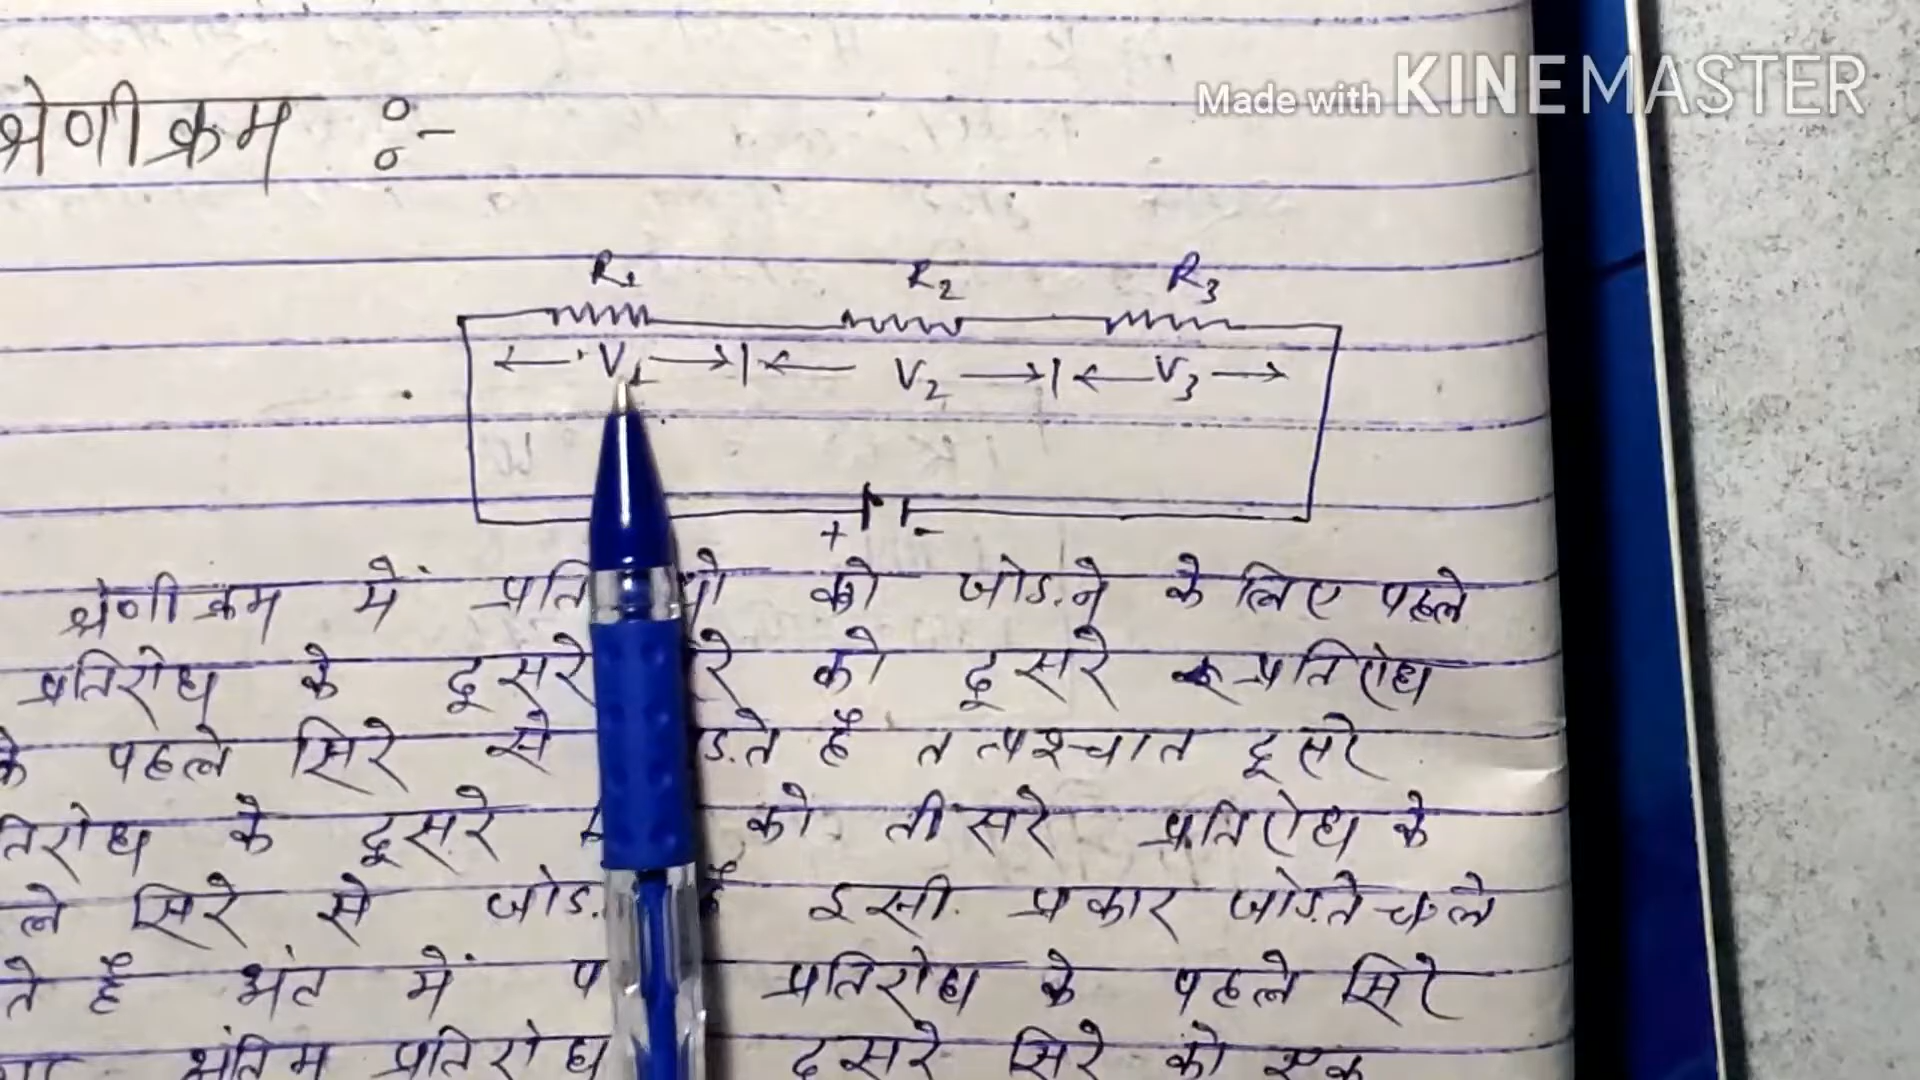 Made with KINEMASTER
श्रेणीक्रम :-
R1 R2 R3
V1 V2 V3
+ -
श्रेणीक्रम में को जोड़ने के लिए पहले
प्रतिरोध के दूसरे को दूसरे प्रतिरोध
के पहले सिरे से है तत्पश्चात दूसरे
के दूसरे को तीसरे प्रतिरोध के
सिरे से इसी प्रकार जोड़ते चले
है अंत में प्रतिरोध के पहले सिरे
अंतिम प्रतिरोध दूसरे सिरे को एक